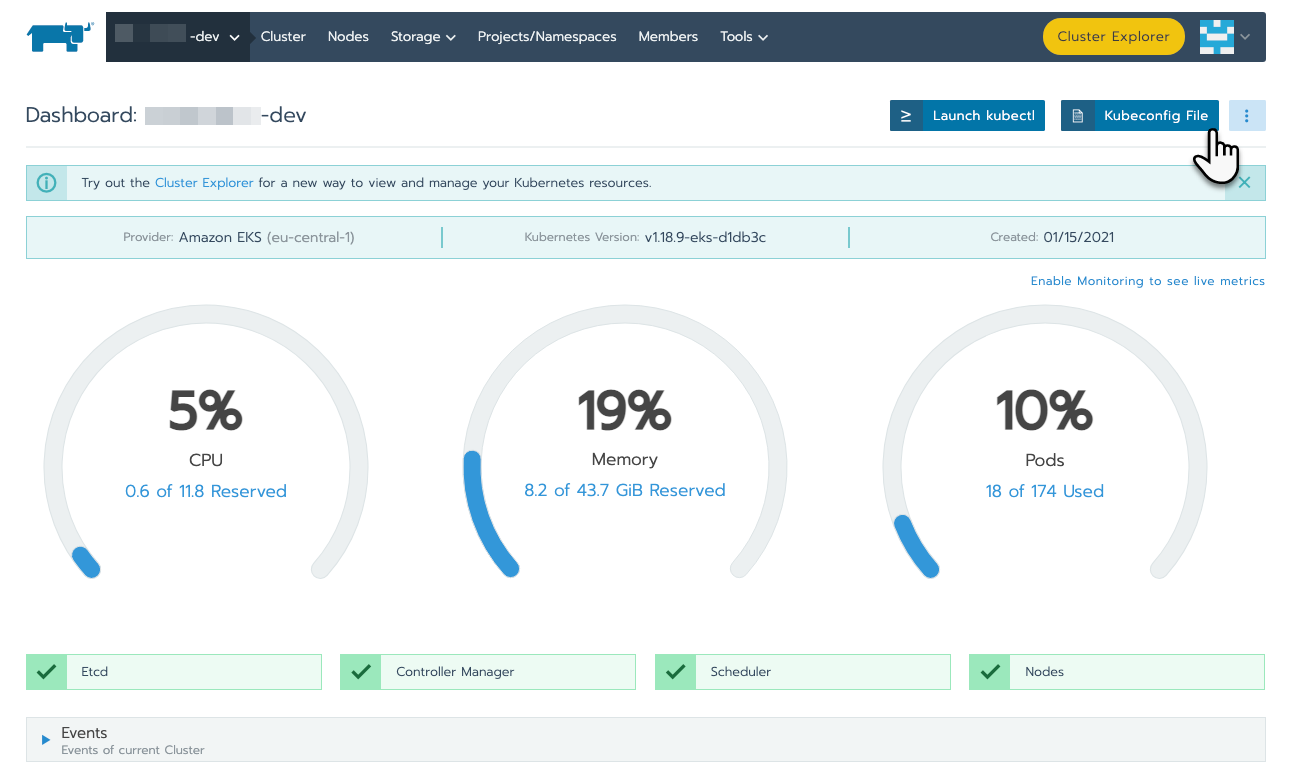 -dev Cluster Nodes Storage Projects/Namespaces Members Tools Cluster Explorer
Dashboard: -dev
Launch kubectl
Kubeconfig File
Try out the Cluster Explorer for a new way to view and manage your Kubernetes resources.
Provider: Amazon EKS (eu-central-1)
Kubernetes Version: v1.18.9-eks-d1db3c
Created: 01/15/2021
Enable Monitoring to see live metrics
5%
CPU
0.6 of 11.8 Reserved
19%
Memory
8.2 of 43.7 GiB Reserved
10%
Pods
18 of 174 Used
Etcd
Controller Manager
Scheduler
Nodes
Events
Events of current Cluster